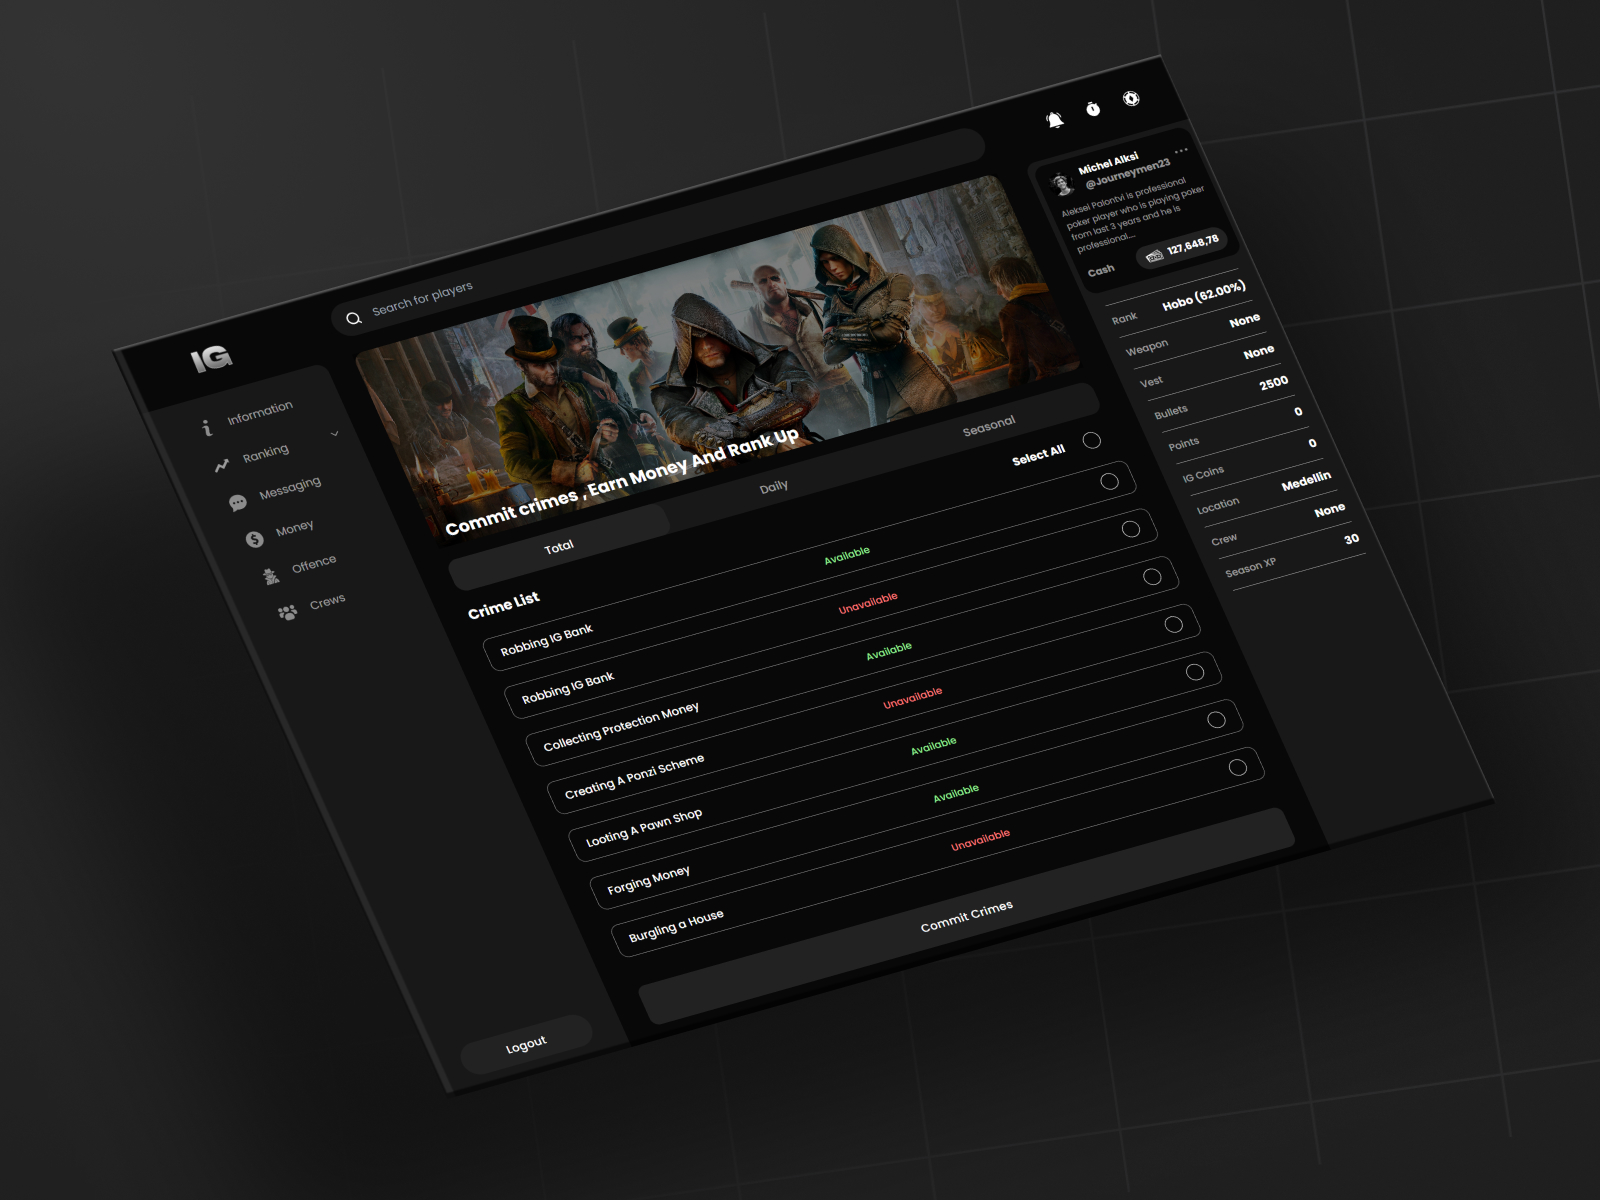 IG
Search for players
Information
Ranking
Messaging
Money
Offence
Crews
Logout
Commit crimes , Earn Money And Rank Up
Total
Daily
Seasonal
Crime List
Select All
Robbing IG Bank
Available
Robbing IG Bank
Unavailable
Collecting Protection Money
Available
Creating A Ponzi Scheme
Unavailable
Looting A Pawn Shop
Available
Forging Money
Available
Burgling a House
Unavailable
Commit Crimes
Michel Alksi
@Journeymen23
Aleksei Palontvi is professional
poker player who is playing poker
from last 3 years and he is
professional....
Cash
127,648,78
Rank
Hobo (62.00%)
Weapon
None
Vest
None
Bullets
2500
Points
0
IG Coins
0
Location
Medellin
Crew
None
Season XP
30